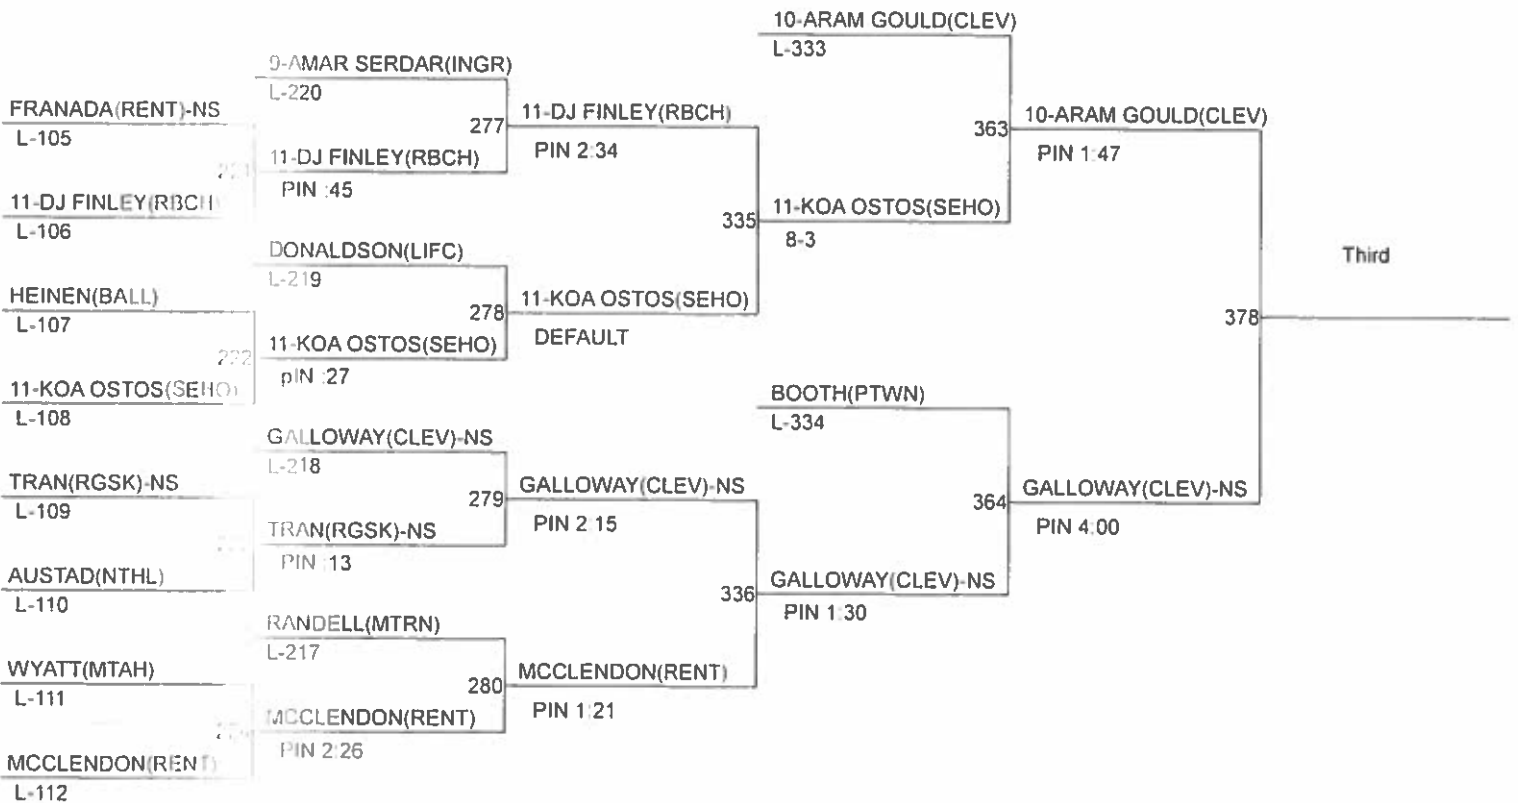 FRANADA(RENT)-NS
L-105
11-DJ FINLEY(RBCH)
L-106
HEINEN(BALL)
L-107
222
11-KOA OSTOS(SEHO)
L-108
TRAN(RGSK)-NS
L-109
AUSTAD(NTHL)
L-110
WYATT(MTAH)
L-111
MCCLENDON(RENT)
L-112
9-AMAR SERDAR(INGR)
L-220
277
11-DJ FINLEY(RBCH)
PIN :45
DONALDSON(LIFC)
L-219
278
11-KOA OSTOS(SEHO)
pIN :27
GALLOWAY(CLEV)-NS
L-218
279
TRAN(RGSK)-NS
PIN :13
RANDELL(MTRN)
L-217
280
MCCLENDON(RENT)
PIN 2:26
11-DJ FINLEY(RBCH)
PIN 2:34
335
11-KOA OSTOS(SEHO)
DEFAULT
GALLOWAY(CLEV)-NS
PIN 2:15
336
MCCLENDON(RENT)
PIN 1:21
10-ARAM GOULD(CLEV)
L-333
363
11-KOA OSTOS(SEHO)
8-3
BOOTH(PTWN)
L-334
364
GALLOWAY(CLEV)-NS
PIN 1:30
10-ARAM GOULD(CLEV)
PIN 1:47
378
GALLOWAY(CLEV)-NS
PIN 4:00
Third